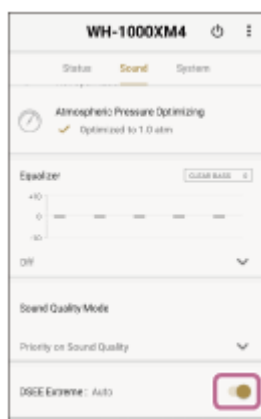 WH-1000XM4
Status Sound System
Atmospheric Pressure Optimizing
Optimized to 1.0 atm
Equalizer
CLEAR BASS 0
+10
0
-10
Off
Sound Quality Mode
Priority on Sound Quality
DSEE Extreme : Auto